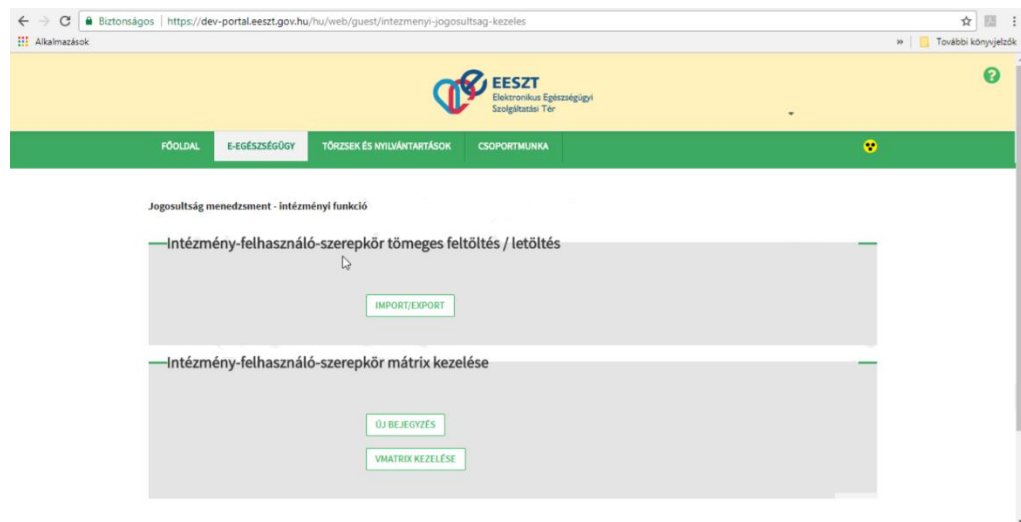 Biztonságos | https://dev-portal.eeszt.gov.hu/hu/web/guest/intezmenyi-jogosultsag-kezeles
Alkalmazások » További könyvjelzők
EESZT
Elektronikus Egészségügyi
Szolgáltatási Tér
?
FŐOLDAL E-EGÉSZSÉGÜGY TÖRZSEK ÉS NYILVÁNTARTÁSOK CSOPORTMUNKA
Jogosultság menedzsment - intézményi funkció
Intézmény-felhasználó-szerepkör tömeges feltöltés / letöltés
IMPORT/EXPORT
Intézmény-felhasználó-szerepkör mátrix kezelése
ÚJ BEJEGYZÉS
VMATRIX KEZELÉSE